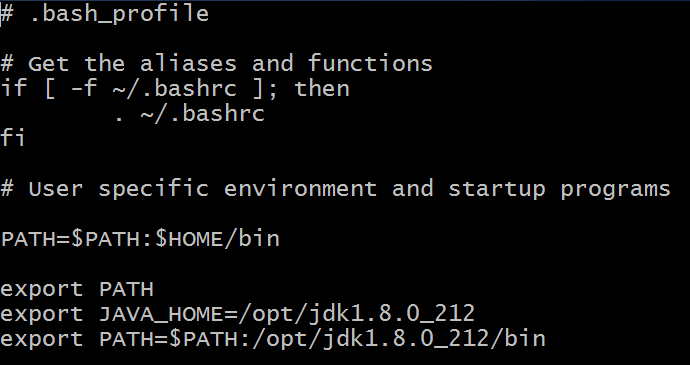 # .bash_profile
# Get the aliases and functions
if [ -f ~/.bashrc ]; then
        . ~/.bashrc
fi
# User specific environment and startup programs
PATH=$PATH:$HOME/bin
export PATH
export JAVA_HOME=/opt/jdk1.8.0_212
export PATH=$PATH:/opt/jdk1.8.0_212/bin